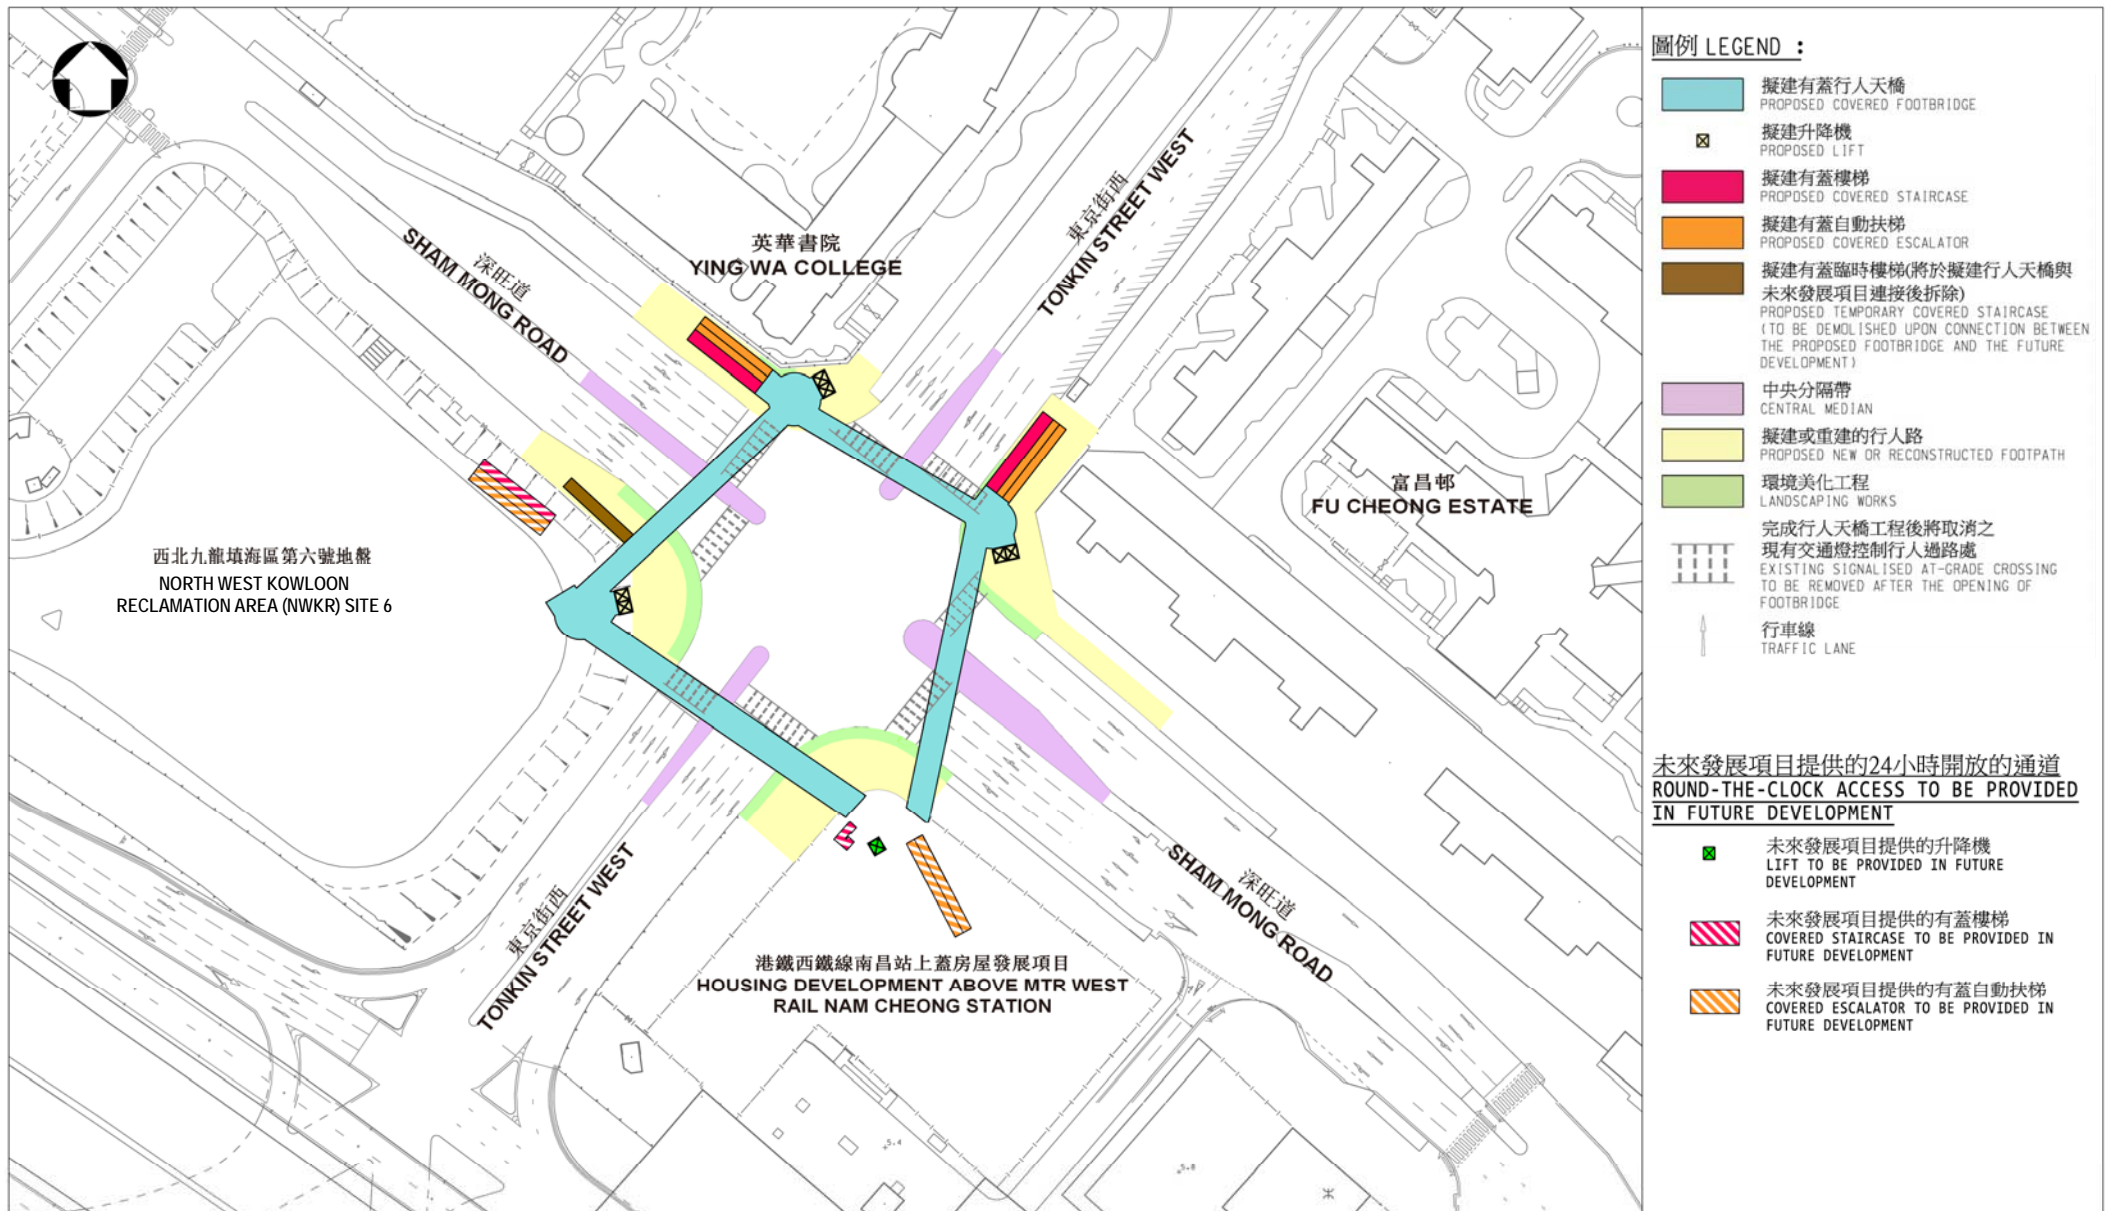 英華書院
YING WA COLLEGE
深旺道
SHAM MONG ROAD
東京街西
TONKIN STREET WEST
富昌邨
FU CHEONG ESTATE
西北九龍填海區第六號地盤
NORTH WEST KOWLOON
RECLAMATION AREA (NWKR) SITE 6
東京街西
TONKIN STREET WEST
深旺道
SHAM MONG ROAD
港鐵西鐵線南昌站上蓋房屋發展項目
HOUSING DEVELOPMENT ABOVE MTR WEST
RAIL NAM CHEONG STATION
5.4
5.8
圖例 LEGEND :
擬建有蓋行人天橋
PROPOSED COVERED FOOTBRIDGE
擬建升降機
PROPOSED LIFT
擬建有蓋樓梯
PROPOSED COVERED STAIRCASE
擬建有蓋自動扶梯
PROPOSED COVERED ESCALATOR
擬建有蓋臨時樓梯(將於擬建行人天橋與
未來發展項目連接後拆除)
PROPOSED TEMPORARY COVERED STAIRCASE
(TO BE DEMOLISHED UPON CONNECTION BETWEEN
THE PROPOSED FOOTBRIDGE AND THE FUTURE
DEVELOPMENT)
中央分隔帶
CENTRAL MEDIAN
擬建或重建的行人路
PROPOSED NEW OR RECONSTRUCTED FOOTPATH
環境美化工程
LANDSCAPING WORKS
完成行人天橋工程後將取消之
現有交通燈控制行人過路處
EXISTING SIGNALISED AT-GRADE CROSSING
TO BE REMOVED AFTER THE OPENING OF
FOOTBRIDGE
行車線
TRAFFIC LANE
未來發展項目提供的24小時開放的通道
ROUND-THE-CLOCK ACCESS TO BE PROVIDED
IN FUTURE DEVELOPMENT
未來發展項目提供的升降機
LIFT TO BE PROVIDED IN FUTURE
DEVELOPMENT
未來發展項目提供的有蓋樓梯
COVERED STAIRCASE TO BE PROVIDED IN
FUTURE DEVELOPMENT
未來發展項目提供的有蓋自動扶梯
COVERED ESCALATOR TO BE PROVIDED IN
FUTURE DEVELOPMENT